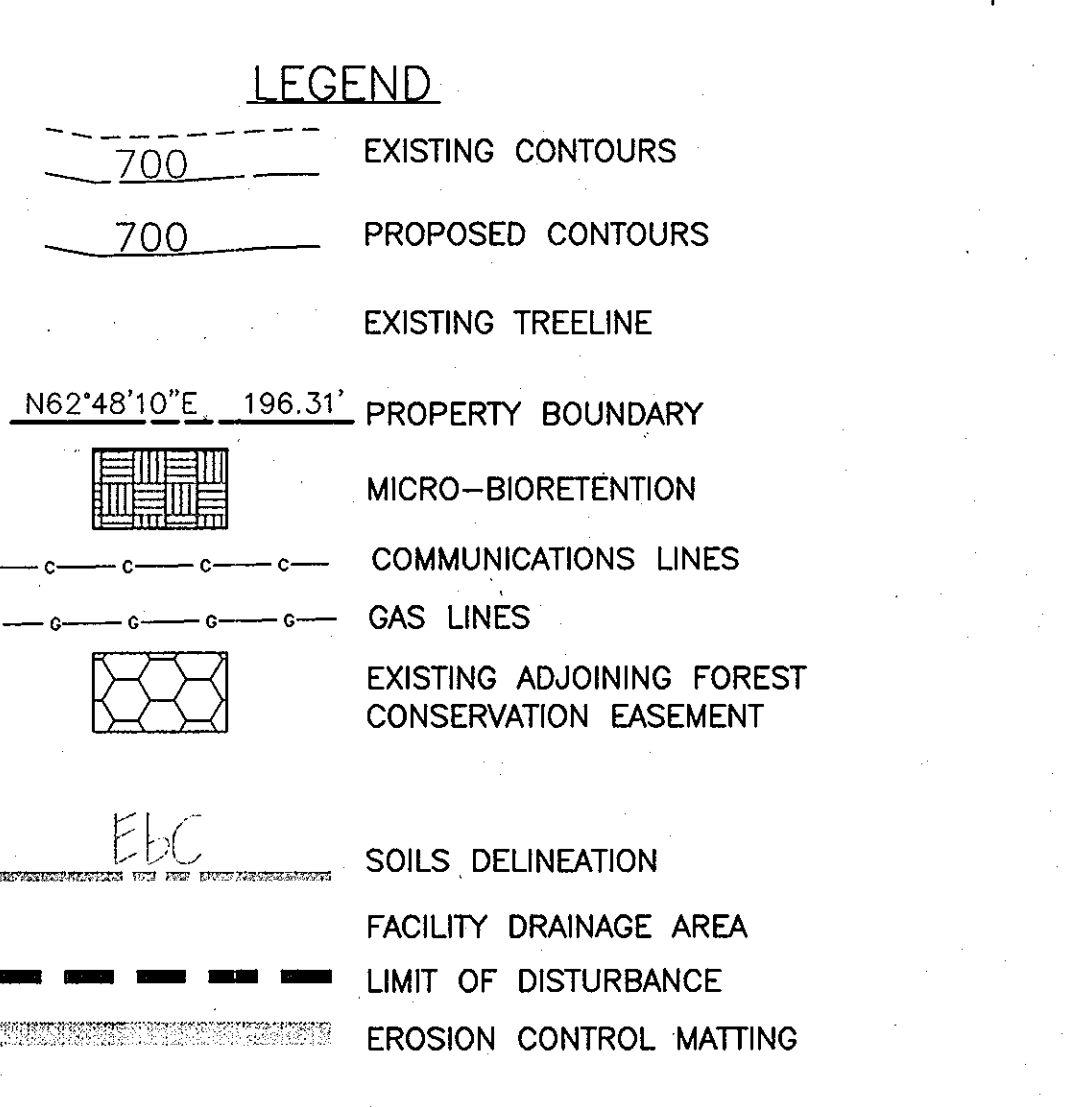 LEGEND
700 EXISTING CONTOURS
700 PROPOSED CONTOURS
EXISTING TREELINE
N62°48'10"E 196.31' PROPERTY BOUNDARY
MICRO-BIORETENTION
C C C C COMMUNICATIONS LINES
G G G G GAS LINES
EXISTING ADJOINING FOREST
CONSERVATION EASEMENT
EbC
SOILS DELINEATION
FACILITY DRAINAGE AREA
LIMIT OF DISTURBANCE
EROSION CONTROL MATTING